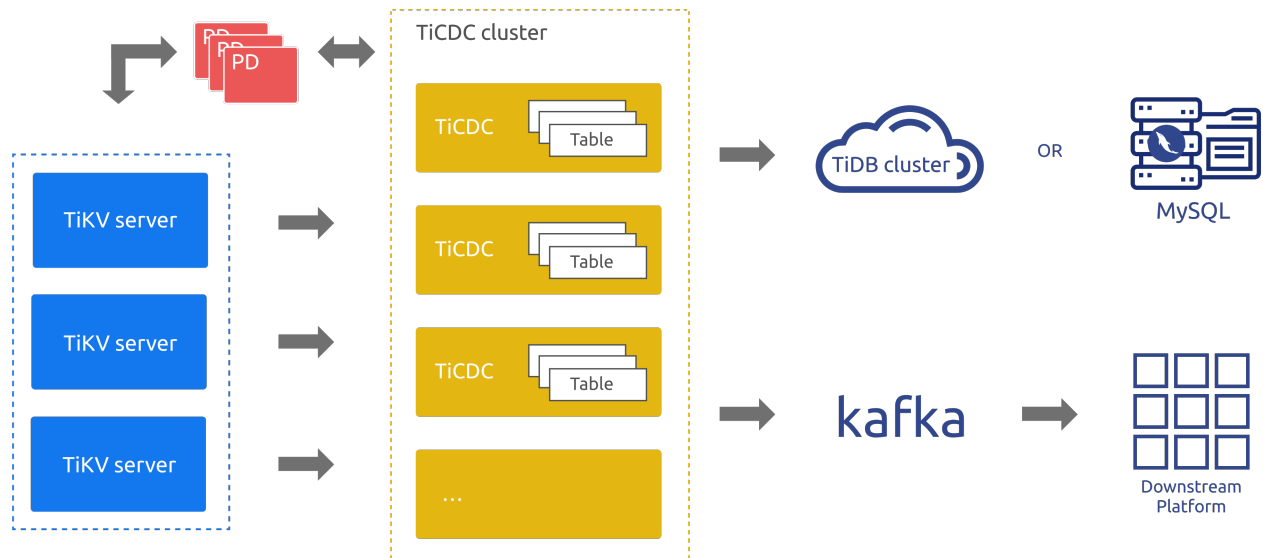 PD
PD
PD
TiCDC cluster
TiKV server
TiKV server
TiKV server
TiCDC
Table
TiCDC
Table
TiCDC
Table
...
TiDB cluster
OR
MySQL
kafka
Downstream
Platform